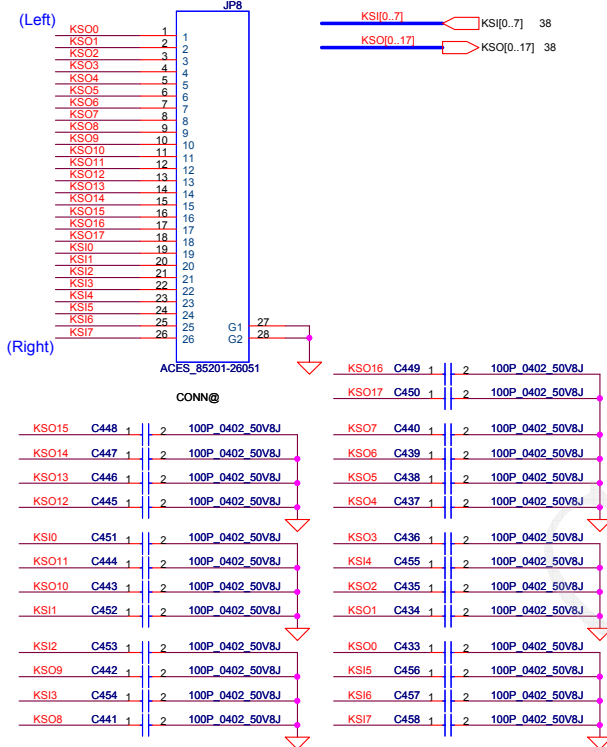 JP8
(Left)
KSO0 1 1
KSO1 2 2
KSO2 3 3
KSO3 4 4
KSO4 5 5
KSO5 6 6
KSO6 7 7
KSO7 8 8
KSO8 9 9
KSO9 10 10
KSO10 11 11
KSO11 12 12
KSO12 13 13
KSO13 14 14
KSO14 15 15
KSO15 16 16
KSO16 17 17
KSO17 18 18
KSI0 19 19
KSI1 20 20
KSI2 21 21
KSI3 22 22
KSI4 23 23
KSI5 24 24
KSI6 25 25 G1 27
KSI7 26 26 G2 28
(Right)
ACES_85201-26051
CONN@
KSI[0..7] KSI[0..7] 38
KSO[0..17] KSO[0..17] 38
KSO15 C448 1 2 100P_0402_50V8J
KSO14 C447 1 2 100P_0402_50V8J
KSO13 C446 1 2 100P_0402_50V8J
KSO12 C445 1 2 100P_0402_50V8J
KSI0 C451 1 2 100P_0402_50V8J
KSO11 C444 1 2 100P_0402_50V8J
KSO10 C443 1 2 100P_0402_50V8J
KSI1 C452 1 2 100P_0402_50V8J
KSI2 C453 1 2 100P_0402_50V8J
KSO9 C442 1 2 100P_0402_50V8J
KSI3 C454 1 2 100P_0402_50V8J
KSO8 C441 1 2 100P_0402_50V8J
KSO16 C449 1 2 100P_0402_50V8J
KSO17 C450 1 2 100P_0402_50V8J
KSO7 C440 1 2 100P_0402_50V8J
KSO6 C439 1 2 100P_0402_50V8J
KSO5 C438 1 2 100P_0402_50V8J
KSO4 C437 1 2 100P_0402_50V8J
KSO3 C436 1 2 100P_0402_50V8J
KSI4 C455 1 2 100P_0402_50V8J
KSO2 C435 1 2 100P_0402_50V8J
KSO1 C434 1 2 100P_0402_50V8J
KSO0 C433 1 2 100P_0402_50V8J
KSI5 C456 1 2 100P_0402_50V8J
KSI6 C457 1 2 100P_0402_50V8J
KSI7 C458 1 2 100P_0402_50V8J